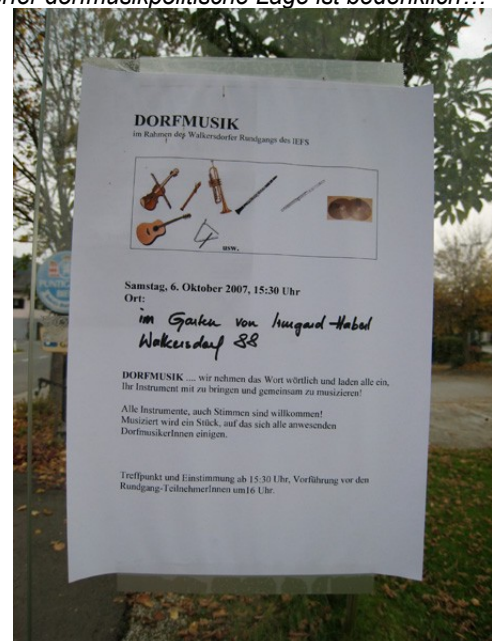 DORFMUSIK
im Rahmen des Walkersdorfer Rundgangs des IEFS
usw.
Samstag, 6. Oktober 2007, 15:30 Uhr
Ort:
im Garten von Irmgard
Walkersdorf 88
DORFMUSIK .... wir nehmen das Wort wörtlich und laden alle ein,
Ihr Instrument mit zu bringen und gemeinsam zu musizieren!
Alle Instrumente, auch Stimmen sind willkommen!
Musiziert wird ein Stück, auf das sich alle anwesenden
DorfmusikerInnen einigen.
Treffpunkt und Einstimmung ab 15:30 Uhr, Vorführung vor den
Rundgang-TeilnehmerInnen um16 Uhr.